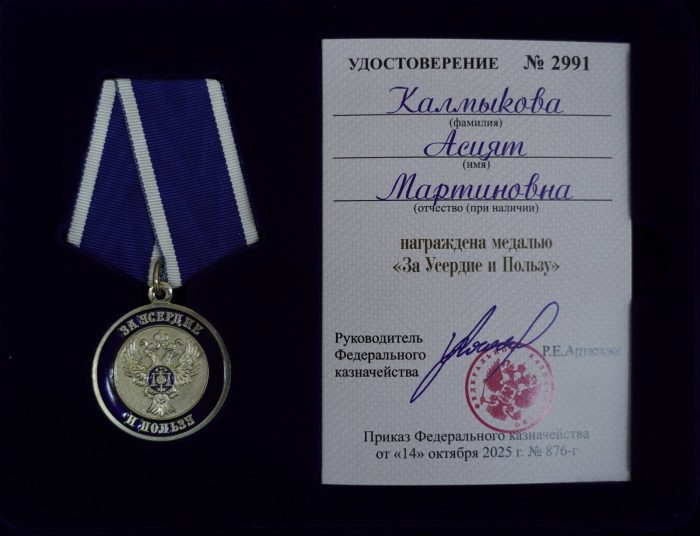 ЗА УСЕРДИЕ
И ПОЛЬЗУ
УДОСТОВЕРЕНИЕ № 2991
Калмыкова
(фамилия)
Асият
(имя)
Мартиновна
(отчество (при наличии)
награждена медалью
«За Усердие и Пользу»
Руководитель
Федерального
казначейства
Р.Е.Артюхин
Приказ Федерального казначейства
от «14» октября 2025 г. № 876-г